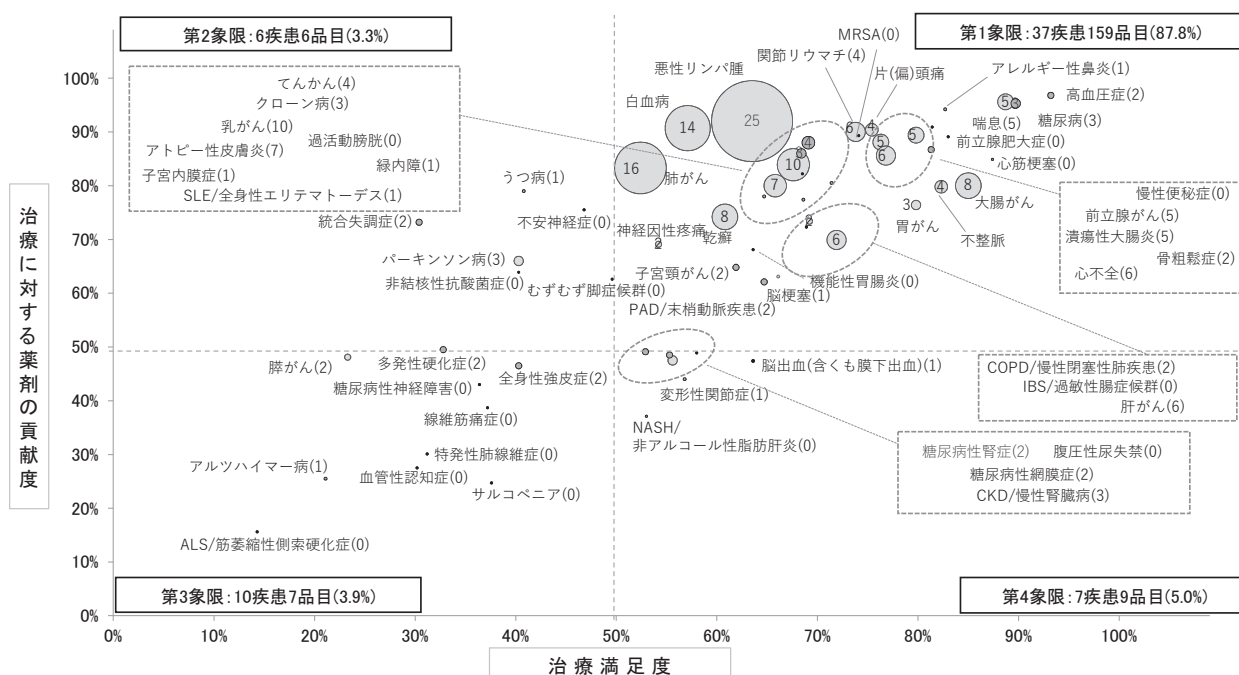 第2象限：6疾患6品目(3.3%)
第1象限：37疾患159品目(87.8%)
MRSA(0)
関節リウマチ(4)
片(偏)頭痛
アレルギー性鼻炎(1)
高血圧症(2)
悪性リンパ腫
白血病
喘息(5)
糖尿病(3)
前立腺肥大症(0)
心筋梗塞(0)
てんかん(4)
クローン病(3)
乳がん(10)
過活動膀胱(0)
アトピー性皮膚炎(7)
緑内障(1)
子宮内膜症(1)
SLE/全身性エリテマトーデス(1)
25
14
16
10
7
8
6
4
6
6
4
5
6
5
5
3
4
8
3
6
2
肺がん
大腸がん
胃がん
不整脈
慢性便秘症(0)
前立腺がん(5)
潰瘍性大腸炎(5)
骨粗鬆症(2)
心不全(6)
うつ病(1)
不安神経症(0)
統合失調症(2)
神経因性疼痛
乾癬
パーキンソン病(3)
非結核性抗酸菌症(0)
むずむず脚症候群(0)
子宮頸がん(2)
機能性胃腸炎(0)
脳梗塞(1)
PAD/末梢動脈疾患(2)
膵がん(2)
多発性硬化症(2)
全身性強皮症(2)
糖尿病性神経障害(0)
線維筋痛症(0)
脳出血(含くも膜下出血)(1)
変形性関節症(1)
NASH/
非アルコール性脂肪肝炎(0)
COPD/慢性閉塞性肺疾患(2)
IBS/過敏性腸症候群(0)
肝がん(6)
糖尿病性腎症(2)
腹圧性尿失禁(0)
糖尿病性網膜症(2)
CKD/慢性腎臓病(3)
アルツハイマー病(1)
特発性肺線維症(0)
血管性認知症(0)
サルコペニア(0)
ALS/筋萎縮性側索硬化症(0)
第3象限：10疾患7品目(3.9%)
第4象限：7疾患9品目(5.0%)
100%
90%
80%
70%
60%
50%
40%
30%
20%
10%
0%
0%
10%
20%
30%
40%
50%
60%
70%
80%
90%
100%
治療に対する薬剤の貢献度
治療満足度